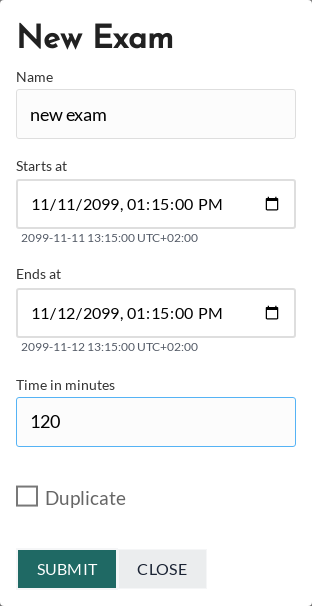 New Exam
Name
new exam
Starts at
11/11/2099, 01:15:00 PM
2099-11-11 13:15:00 UTC+02:00
Ends at
11/12/2099, 01:15:00 PM
2099-11-12 13:15:00 UTC+02:00
Time in minutes
120
Duplicate
SUBMIT CLOSE